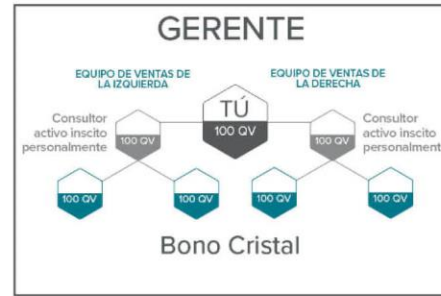 GERENTE
EQUIPO DE VENTAS DE
LA IZQUIERDA
EQUIPO DE VENTAS DE
LA DERECHA
TÚ
100 QV
Consultor
activo inscito
personalmente
100 QV
Consultor
activo inscito
personalment
100 QV
100 QV
100 QV
100 QV
100 QV
Bono Cristal